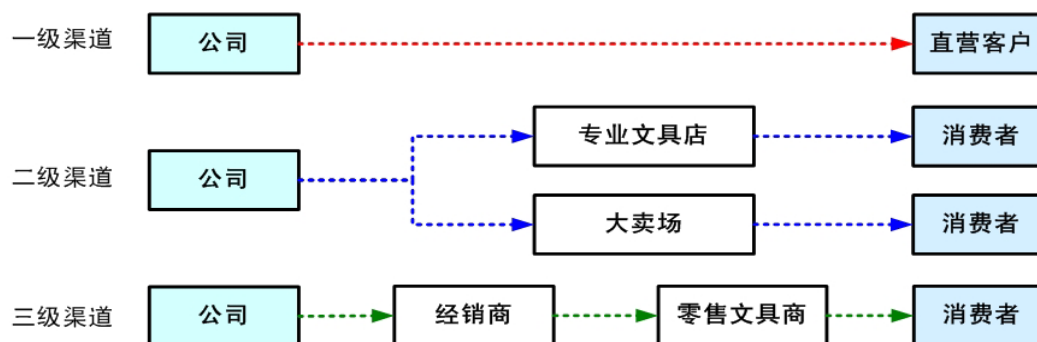 一级渠道 公司 直营客户
专业文具店 消费者
二级渠道 公司
大卖场 消费者
三级渠道 公司 经销商 零售文具商 消费者